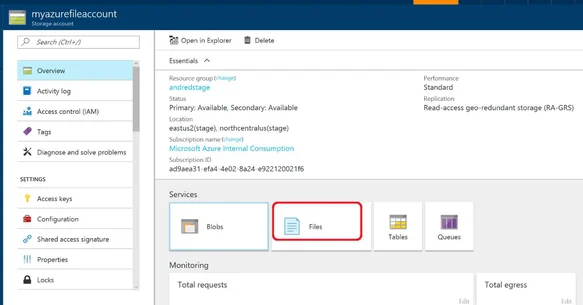 myazurefileaccount
Storage account
Search (Ctrl+/)
Overview
Activity log
Access control (IAM)
Tags
Diagnose and solve problems
SETTINGS
Access keys
Configuration
Shared access signature
Properties
Locks
Open in Explorer
Delete
Essentials
Resource group (change)
andredstage
Status
Primary: Available, Secondary: Available
Location
eastus2(stage), northcentralus(stage)
Subscription name (change)
Microsoft Azure Internal Consumption
Subscription ID
ad9aea31-efa4-4e02-8a24-e922120021f6
Performance
Standard
Replication
Read-access geo-redundant storage (RA-GRS)
Services
Blobs
Files
Tables
Queues
Monitoring
Total requests
Edit
Total egress
Edit